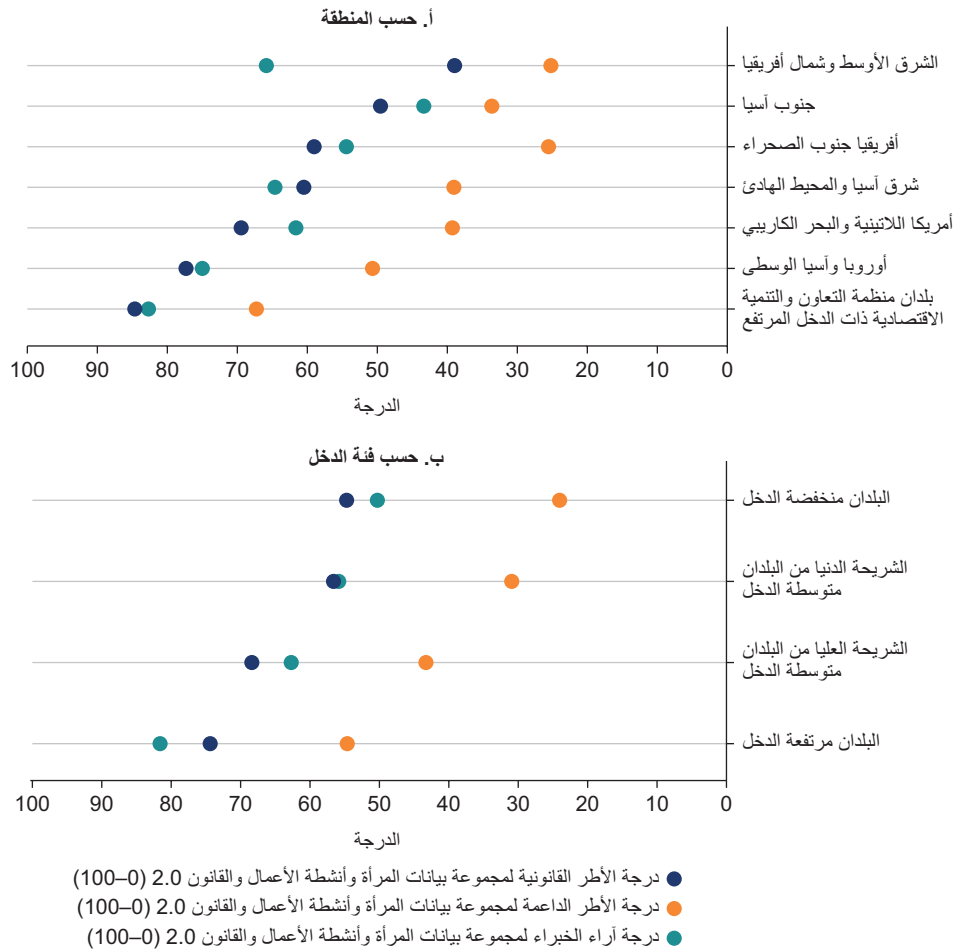 أ. حسب المنطقة
الشرق الأوسط وشمال أفريقيا
جنوب آسيا
أفريقيا جنوب الصحراء
شرق آسيا والمحيط الهادئ
أمريكا اللاتينية والبحر الكاريبي
أوروبا وآسيا الوسطى
بلدان منظمة التعاون والتنمية
الاقتصادية ذات الدخل المرتفع
100 90 80 70 60 50 40 30 20 10 0
الدرجة
ب. حسب فئة الدخل
البلدان منخفضة الدخل
الشريحة الدنيا من البلدان
متوسطة الدخل
الشريحة العليا من البلدان
متوسطة الدخل
البلدان مرتفعة الدخل
100 90 80 70 60 50 40 30 20 10 0
الدرجة
درجة الأطر القانونية لمجموعة بيانات المرأة وأنشطة الأعمال والقانون 2.0 (0–100)
درجة الأطر الداعمة لمجموعة بيانات المرأة وأنشطة الأعمال والقانون 2.0 (0–100)
درجة آراء الخبراء لمجموعة بيانات المرأة وأنشطة الأعمال والقانون 2.0 (0–100)